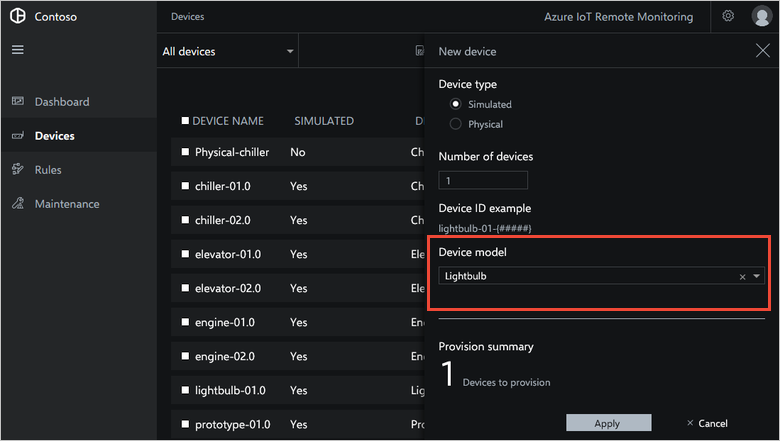 Contoso
Devices
Azure IoT Remote Monitoring
All devices
New device
Device type
Simulated
Physical
Number of devices
1
Device ID example
lightbulb-01-{#####}
Device model
Lightbulb
Provision summary
1 Devices to provision
Apply
Cancel
Dashboard
Devices
Rules
Maintenance
DEVICE NAME SIMULATED
Physical-chiller No Ch
chiller-01.0 Yes Ch
chiller-02.0 Yes Ch
elevator-01.0 Yes Ele
elevator-02.0 Yes Ele
engine-01.0 Yes En
engine-02.0 Yes En
lightbulb-01.0 Yes Lig
prototype-01.0 Yes Pro